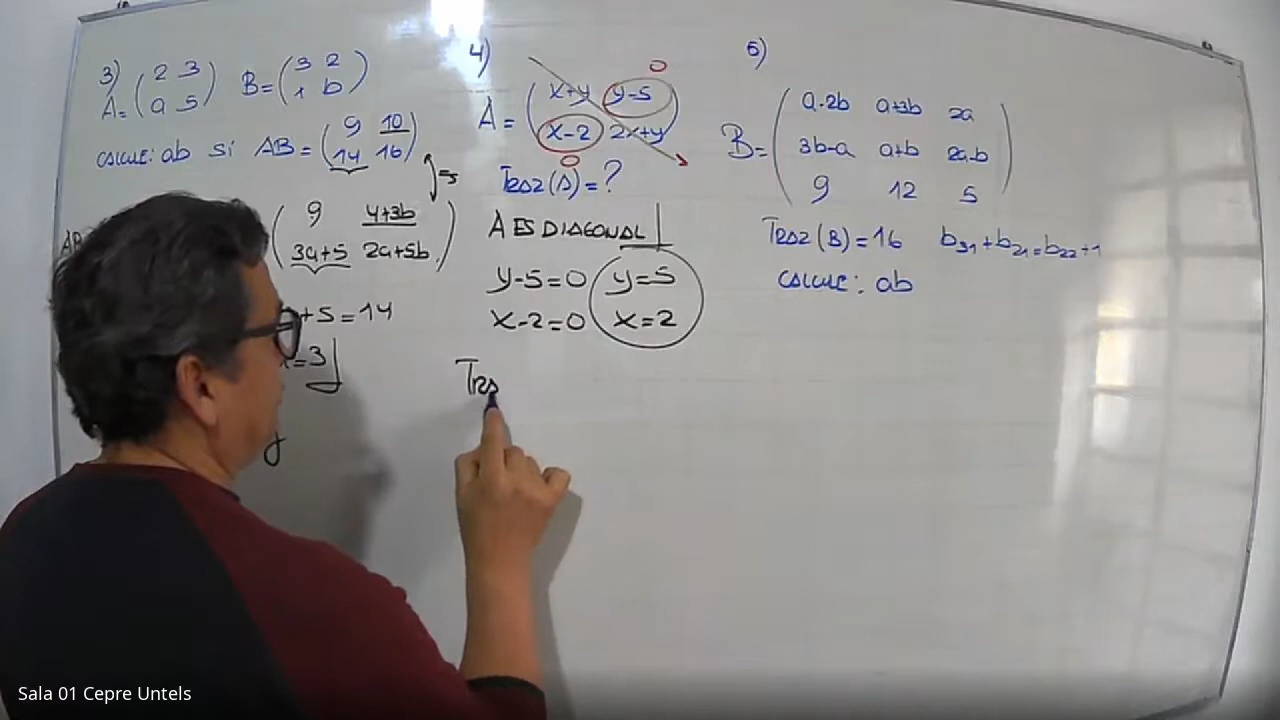 3)
A=(2 3
a 5) B=(3 2
1 b)
CALCULE: ab si AB=(9 10
14 16)
(9 4+3b
3a+5 2a+5b)
+5=14
=3
4)
0
A=(x+y y-5
x-2 2x+y)
0
TRAZ(A)=?
A ES DIAGONAL
y-5=0 y=5
x-2=0 x=2
TRA
5)
B=(a-2b a+3b 2a
3b-a a+b 2a-b
9 12 5)
TRAZ(B)=16 b31+b21=b22+1
CALCULE: ab
Sala 01 Cepre Untels